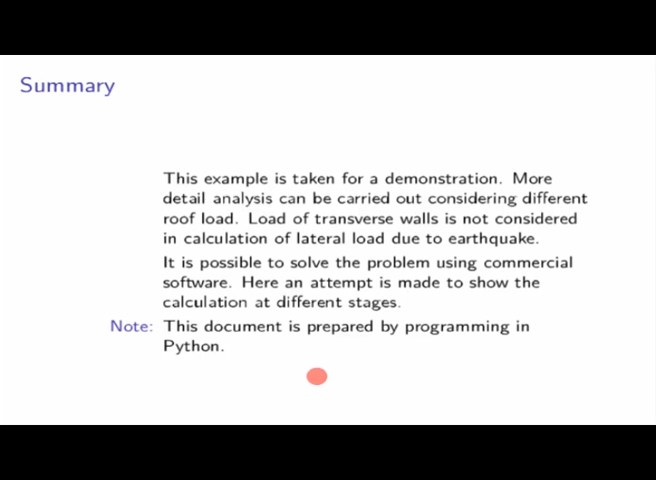 Summary
This example is taken for a demonstration. More
detail analysis can be carried out considering different
roof load. Load of transverse walls is not considered
in calculation of lateral load due to earthquake.
It is possible to solve the problem using commercial
software. Here an attempt is made to show the
calculation at different stages.
Note: This document is prepared by programming in
Python.